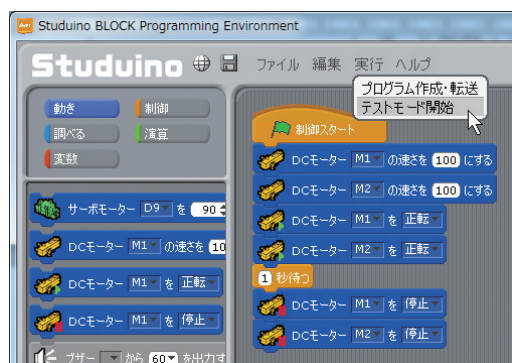 Studuino BLOCK Programming Environment
Studuino ファイル 編集 実行 ヘルプ
プログラム作成・転送
テストモード開始
動き 制御
調べる 演算
変数
サーボモーター D9 を 90
DCモーター M1 の速さを 10
DCモーター M1 を 正転
DCモーター M1 を 停止
ブザー から 60 を出力す
制御スタート
DCモーター M1 の速さを 100 にする
DCモーター M2 の速さを 100 にする
DCモーター M1 を 正転
DCモーター M2 を 正転
1 秒待つ
DCモーター M1 を 停止
DCモーター M2 を 停止